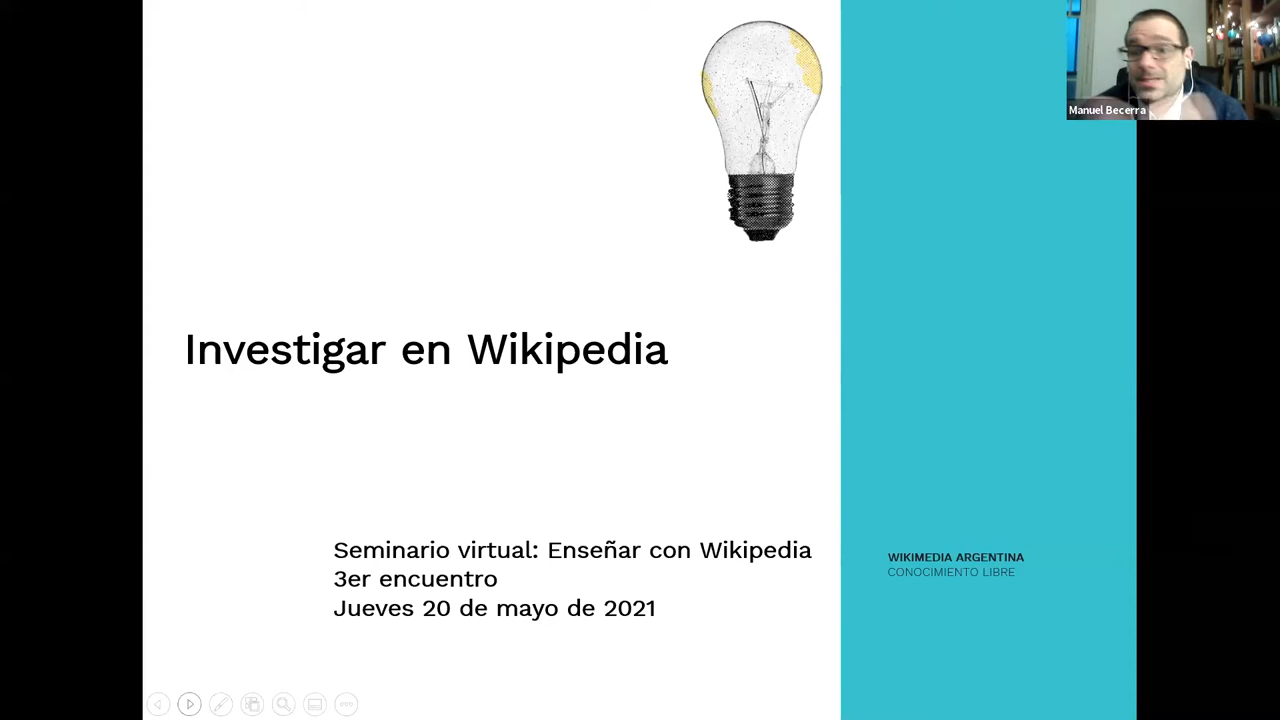 Manuel Becerra
Investigar en Wikipedia
Seminario virtual: Enseñar con Wikipedia
3er encuentro
Jueves 20 de mayo de 2021
WIKIMEDIA ARGENTINA
CONOCIMIENTO LIBRE